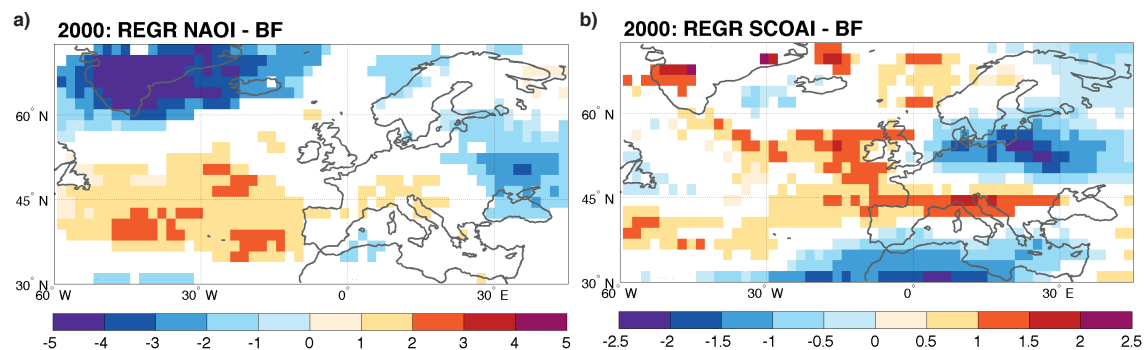 a)
2000: REGR NAOI - BF
60° N
45° N
30° N
60 W
30° W
0
30° E
-5 -4 -3 -2 -1 0 1 2 3 4 5
b)
2000: REGR SCOAI - BF
60° N
45° N
30° N
60° W
30° W
0
30° E
-2.5 -2 -1.5 -1 -0.5 0 0.5 1 1.5 2 2.5